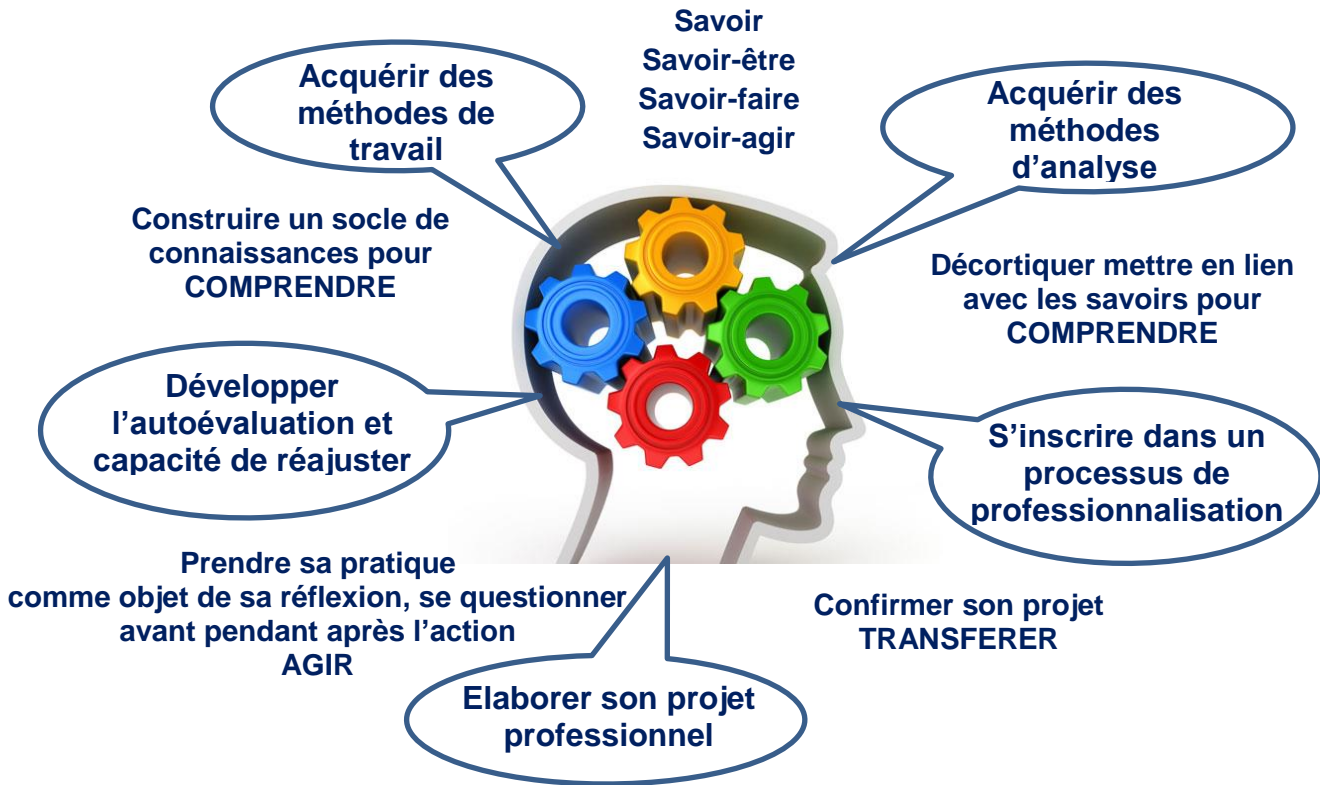 Savoir
Savoir-être
Savoir-faire
Savoir-agir
Acquérir des
méthodes de
travail
Acquérir des
méthodes
d’analyse
Construire un socle de
connaissances pour
COMPRENDRE
Décortiquer mettre en lien
avec les savoirs pour
COMPRENDRE
Développer
l’autoévaluation et
capacité de réajuster
S’inscrire dans un
processus de
professionnalisation
Prendre sa pratique
comme objet de sa réflexion, se questionner
avant pendant après l’action
AGIR
Confirmer son projet
TRANSFERER
Elaborer son projet
professionnel